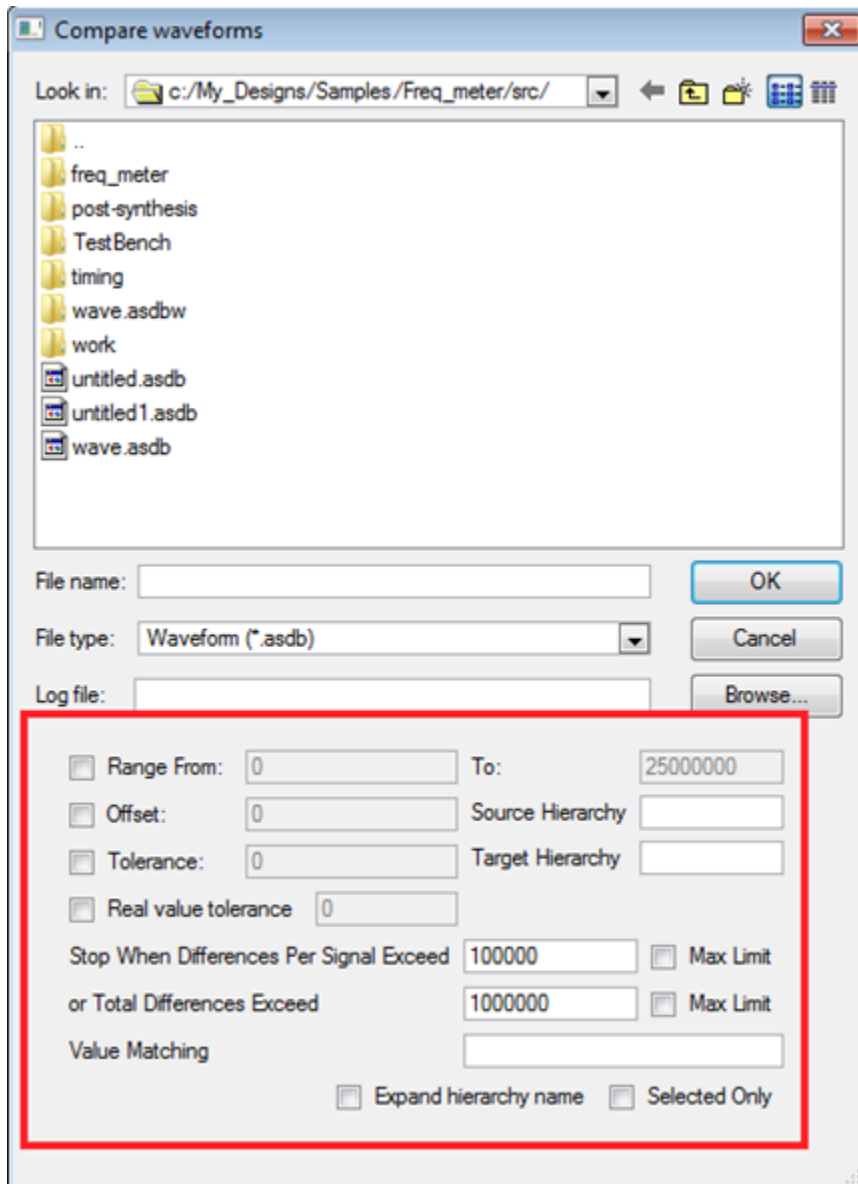 Compare waveforms
Look in: c:/My_Designs/Samples/Freq_meter/src/
..
freq_meter
post-synthesis
TestBench
timing
wave.asdbw
work
untitled.asdb
untitled1.asdb
wave.asdb
File name: OK
File type: Waveform (*.asdb) Cancel
Log file: Browse...
Range From: 0 To: 25000000
Offset: 0 Source Hierarchy
Tolerance: 0 Target Hierarchy
Real value tolerance 0
Stop When Differences Per Signal Exceed 100000 Max Limit
or Total Differences Exceed 1000000 Max Limit
Value Matching
Expand hierarchy name Selected Only